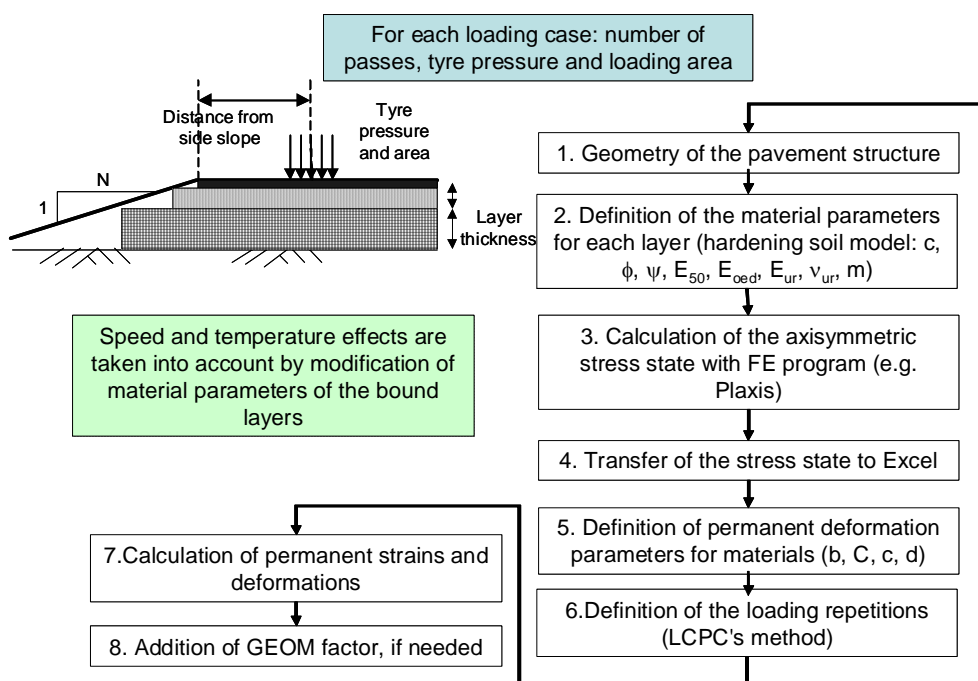 For each loading case: number of
passes, tyre pressure and loading area
Distance from
side slope
Tyre
pressure
and area
N
1
Layer
thickness
Speed and temperature effects are
taken into account by modification of
material parameters of the bound
layers
1. Geometry of the pavement structure
2. Definition of the material parameters
for each layer (hardening soil model: c,
ϕ, ψ, E50, Eoed, Eur, νur, m)
3. Calculation of the axisymmetric
stress state with FE program (e.g.
Plaxis)
4. Transfer of the stress state to Excel
5. Definition of permanent deformation
parameters for materials (b, C, c, d)
6.Definition of the loading repetitions
(LCPC's method)
7.Calculation of permanent strains and
deformations
8. Addition of GEOM factor, if needed